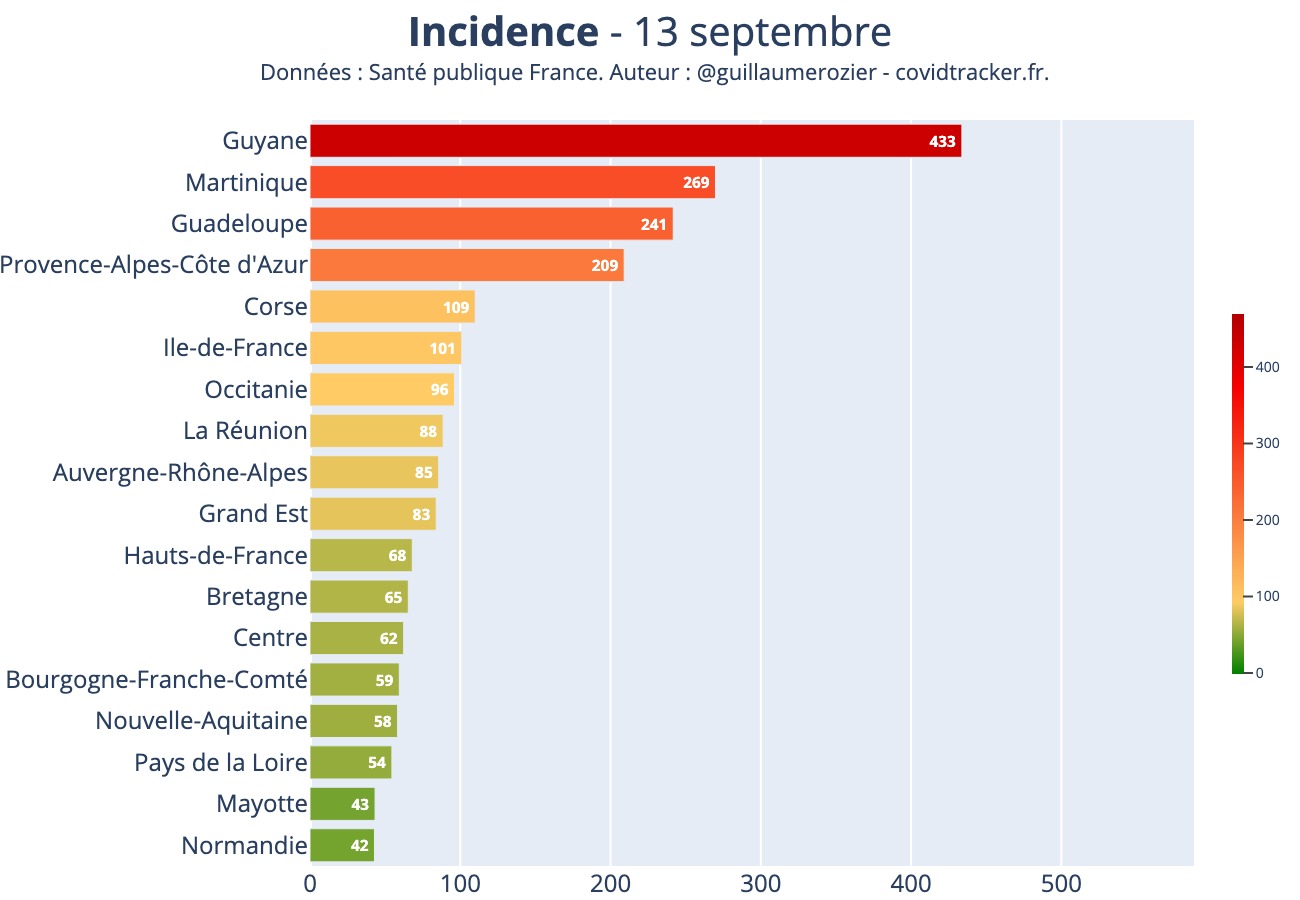 Incidence - 13 septembre
Données : Santé publique France. Auteur : @guillaumerozier - covidtracker.fr.
Guyane 433
Martinique 269
Guadeloupe 241
Provence-Alpes-Côte d'Azur 209
Corse 109
Ile-de-France 101
Occitanie 96
La Réunion 88
Auvergne-Rhône-Alpes 85
Grand Est 83
Hauts-de-France 68
Bretagne 65
Centre 62
Bourgogne-Franche-Comté 59
Nouvelle-Aquitaine 58
Pays de la Loire 54
Mayotte 43
Normandie 42
0 100 200 300 400 500
400
300
200
100
0